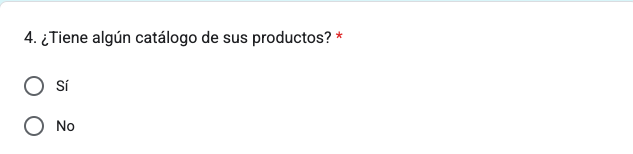 4. ¿Tiene algún catálogo de sus productos? *
Sí
No